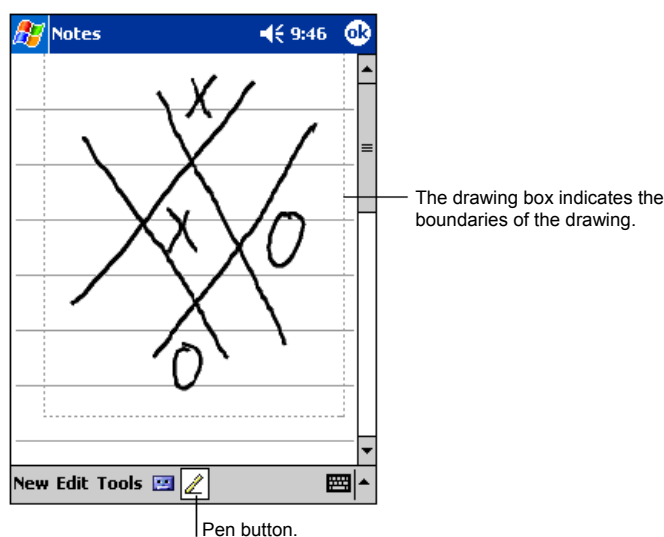 Notes 9:46 ok
X
X
O
O
The drawing box indicates the
boundaries of the drawing.
New Edit Tools
Pen button.